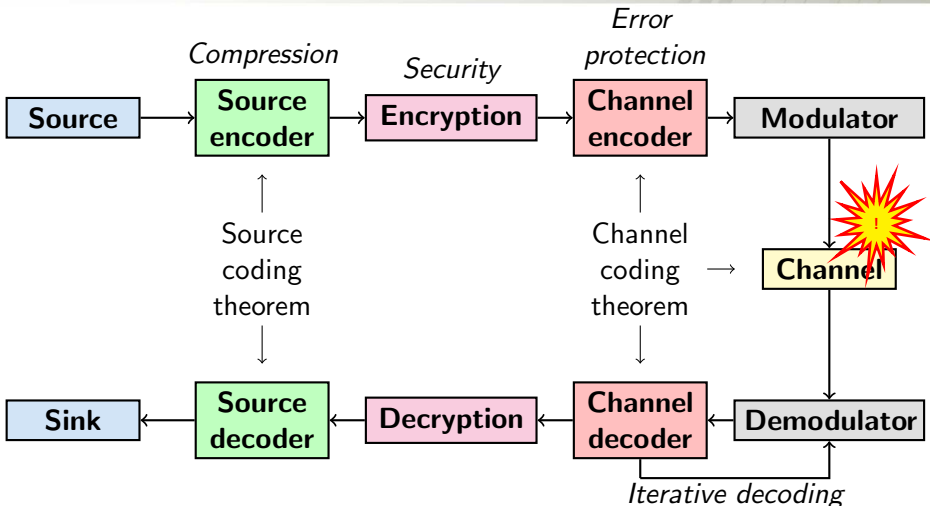 Error
Compression
Security
protection
Source
Source
encoder
Encryption
Channel
encoder
Modulator
!
Source
coding
theorem
Channel
coding
theorem
Channel
Sink
Source
decoder
Decryption
Channel
decoder
Demodulator
Iterative decoding